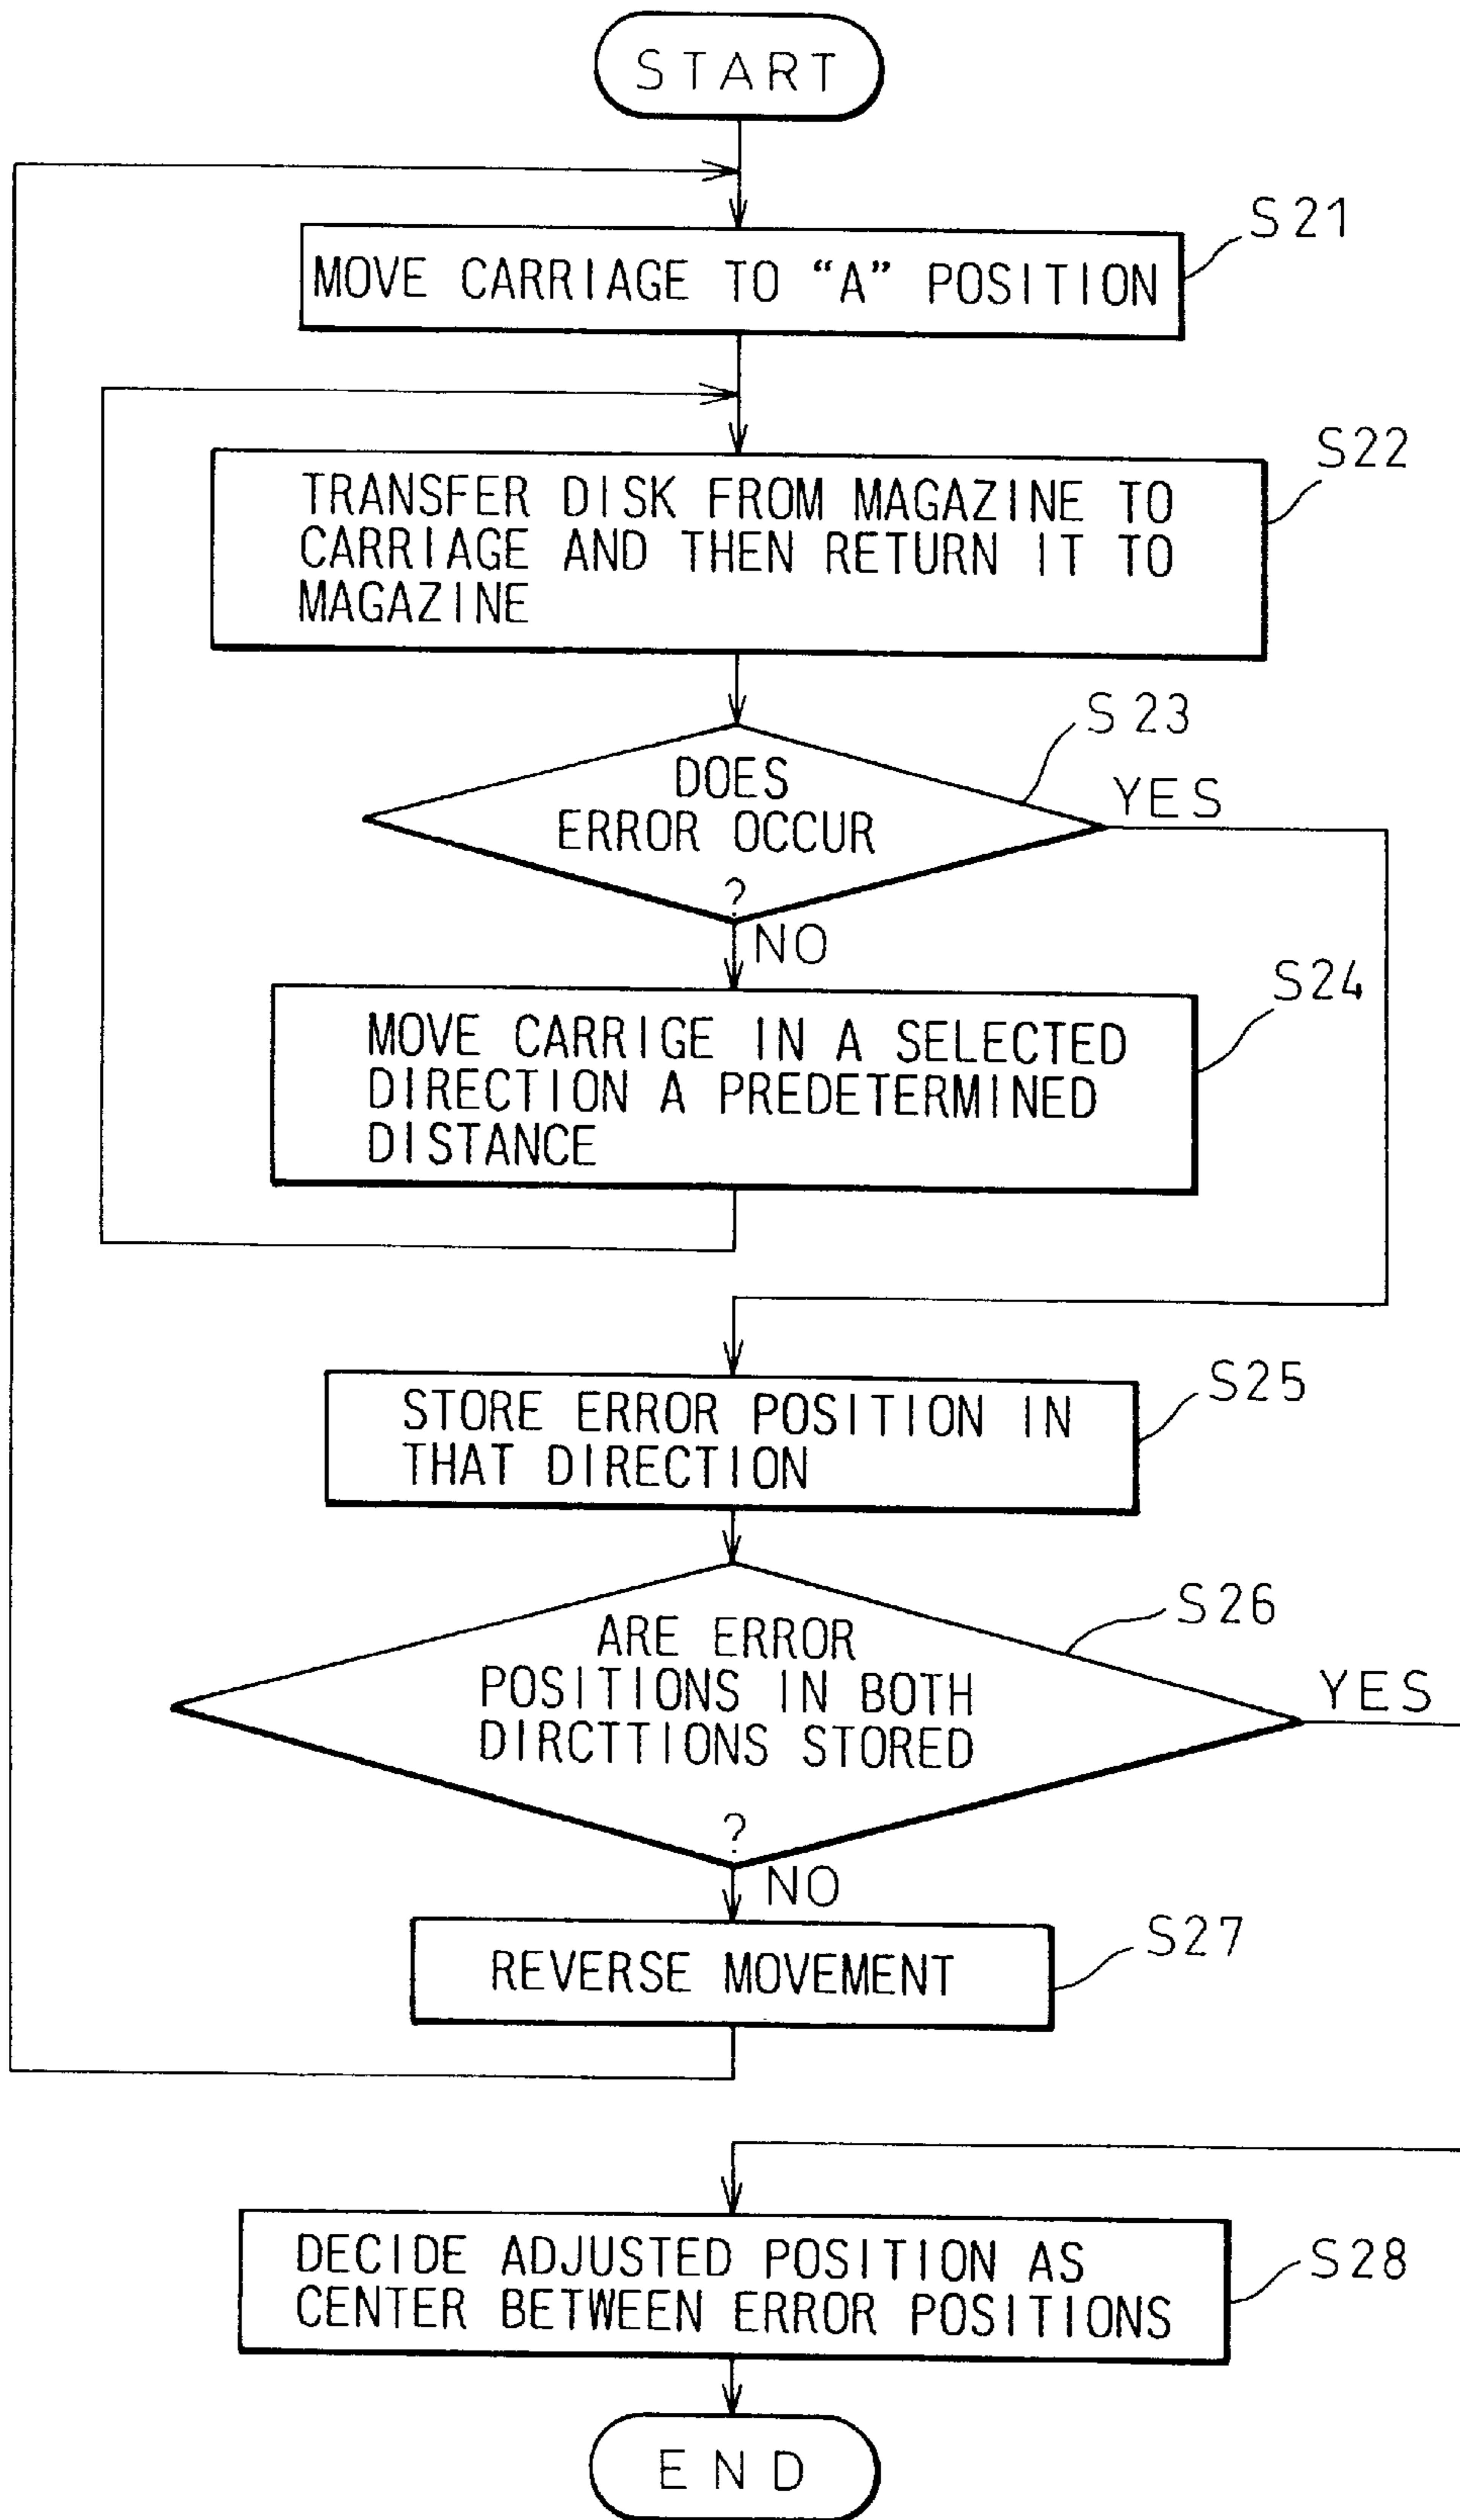 START
S21
MOVE CARRIAGE TO “A” POSITION
S22
TRANSFER DISK FROM MAGAZINE TO
CARRIAGE AND THEN RETURN IT TO
MAGAZINE
S23
DOES
ERROR OCCUR
?
YES
NO
S24
MOVE CARRIGE IN A SELECTED
DIRECTION A PREDETERMINED
DISTANCE
S25
STORE ERROR POSITION IN
THAT DIRECTION
S26
ARE ERROR
POSITIONS IN BOTH
DIRCTTIONS STORED
?
YES
NO
S27
REVERSE MOVEMENT
S28
DECIDE ADJUSTED POSITION AS
CENTER BETWEEN ERROR POSITIONS
END